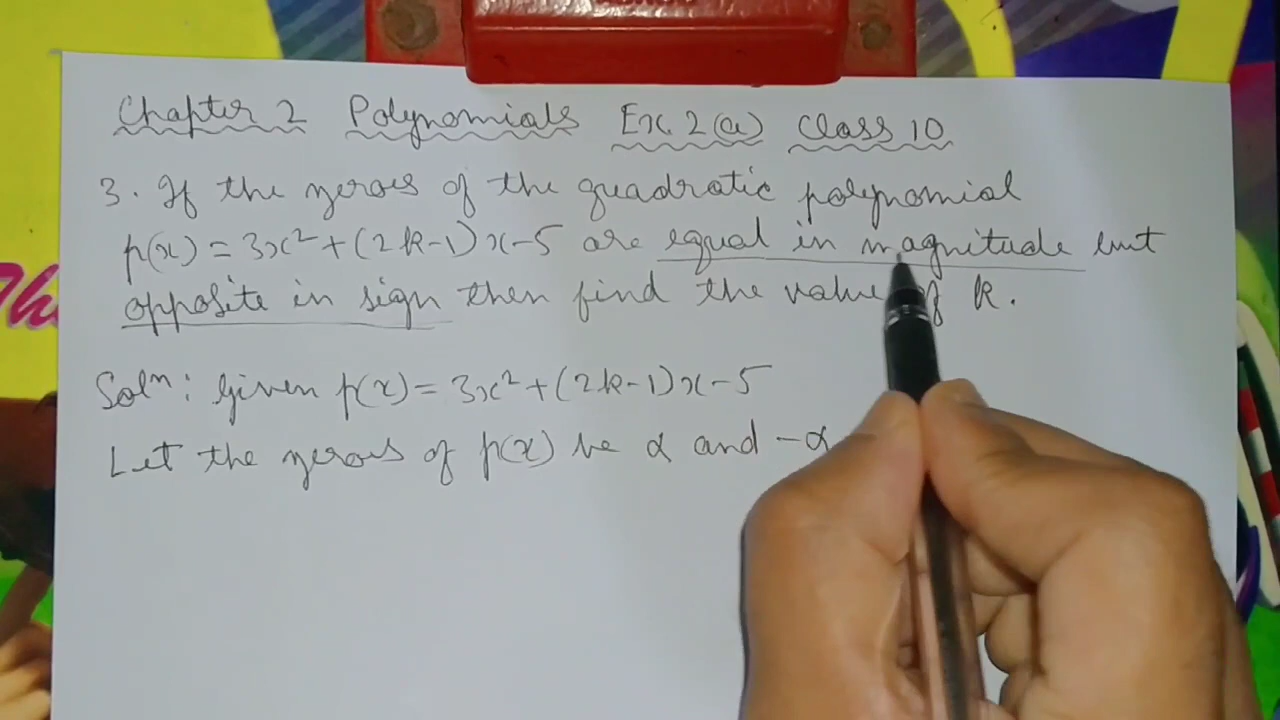 Chapter 2 Polynomials Ex 2(a) Class 10
3. If the zeroes of the quadratic polynomial
p(x) = 3x² + (2k-1)x - 5 are equal in magnitude but
opposite in sign then find the value of k.
Solⁿ: Given p(x) = 3x² + (2k-1)x - 5
Let the zeroes of p(x) be α and -α